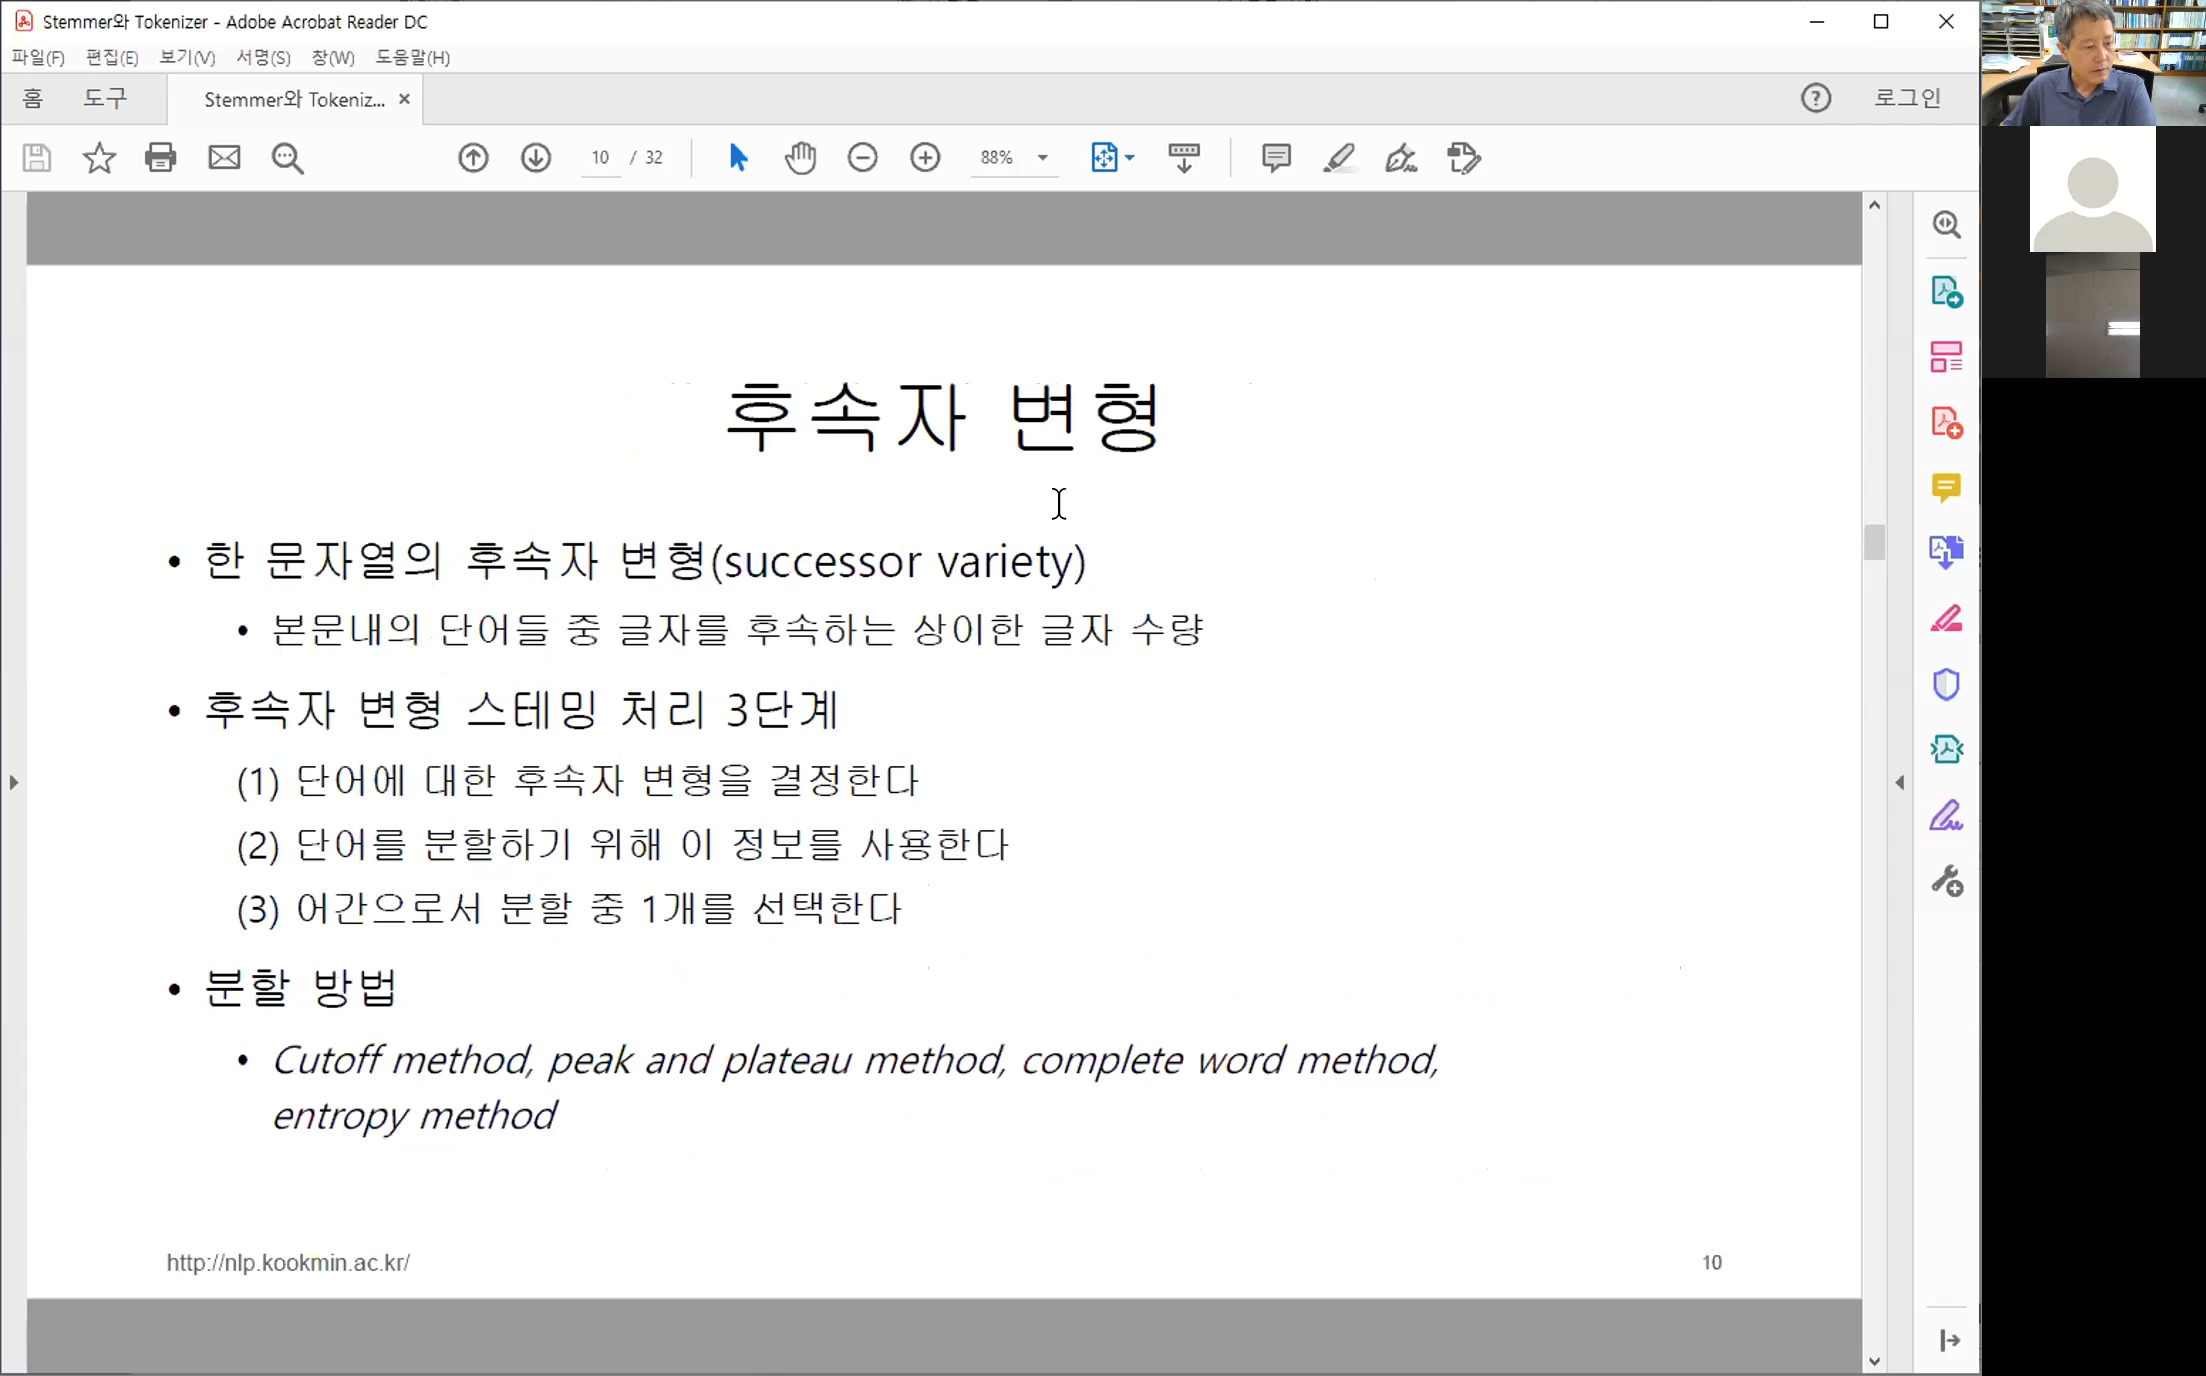 Stemmer와 Tokenizer - Adobe Acrobat Reader DC
파일(F) 편집(E) 보기(V) 서명(S) 창(W) 도움말(H)
홈 도구 Stemmer와 Tokeniz... 로그인
10 / 32 88%
후속자 변형
• 한 문자열의 후속자 변형(successor variety)
• 본문내의 단어들 중 글자를 후속하는 상이한 글자 수량
• 후속자 변형 스테밍 처리 3단계
(1) 단어에 대한 후속자 변형을 결정한다
(2) 단어를 분할하기 위해 이 정보를 사용한다
(3) 어간으로서 분할 중 1개를 선택한다
• 분할 방법
• Cutoff method, peak and plateau method, complete word method,
entropy method
http://nlp.kookmin.ac.kr/ 10